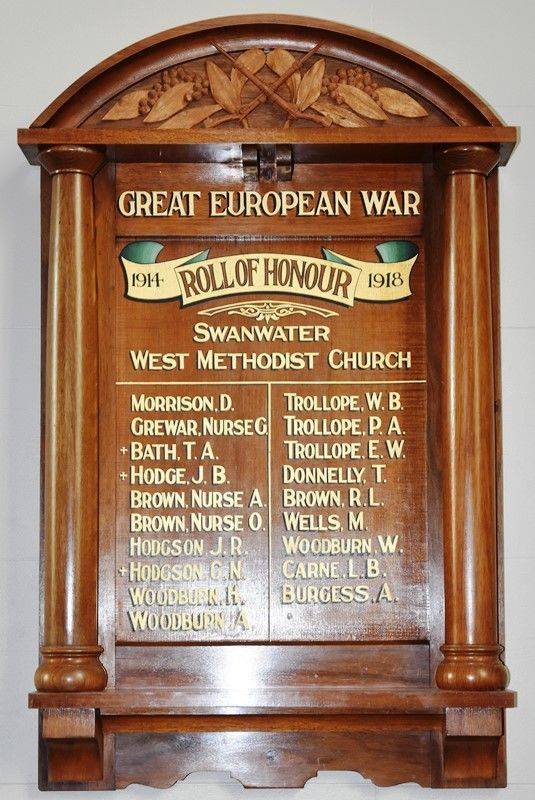 GREAT EUROPEAN WAR
1914 ROLL OF HONOUR 1918
SWANWATER
WEST METHODIST CHURCH
MORRISON, D.
GREWAR, NURSE G.
+BATH, T. A.
+HODGE, J. B.
BROWN, NURSE A.
BROWN, NURSE O.
HODGSON, J. R.
+HODGSON, G. N.
WOODBURN, H.
WOODBURN, A.
TROLLOPE, W. B.
TROLLOPE, P. A.
TROLLOPE, E. W.
DONNELLY, T.
BROWN, R. L.
WELLS, M.
WOODBURN, W.
CARNE, L. B.
BURGESS, A.